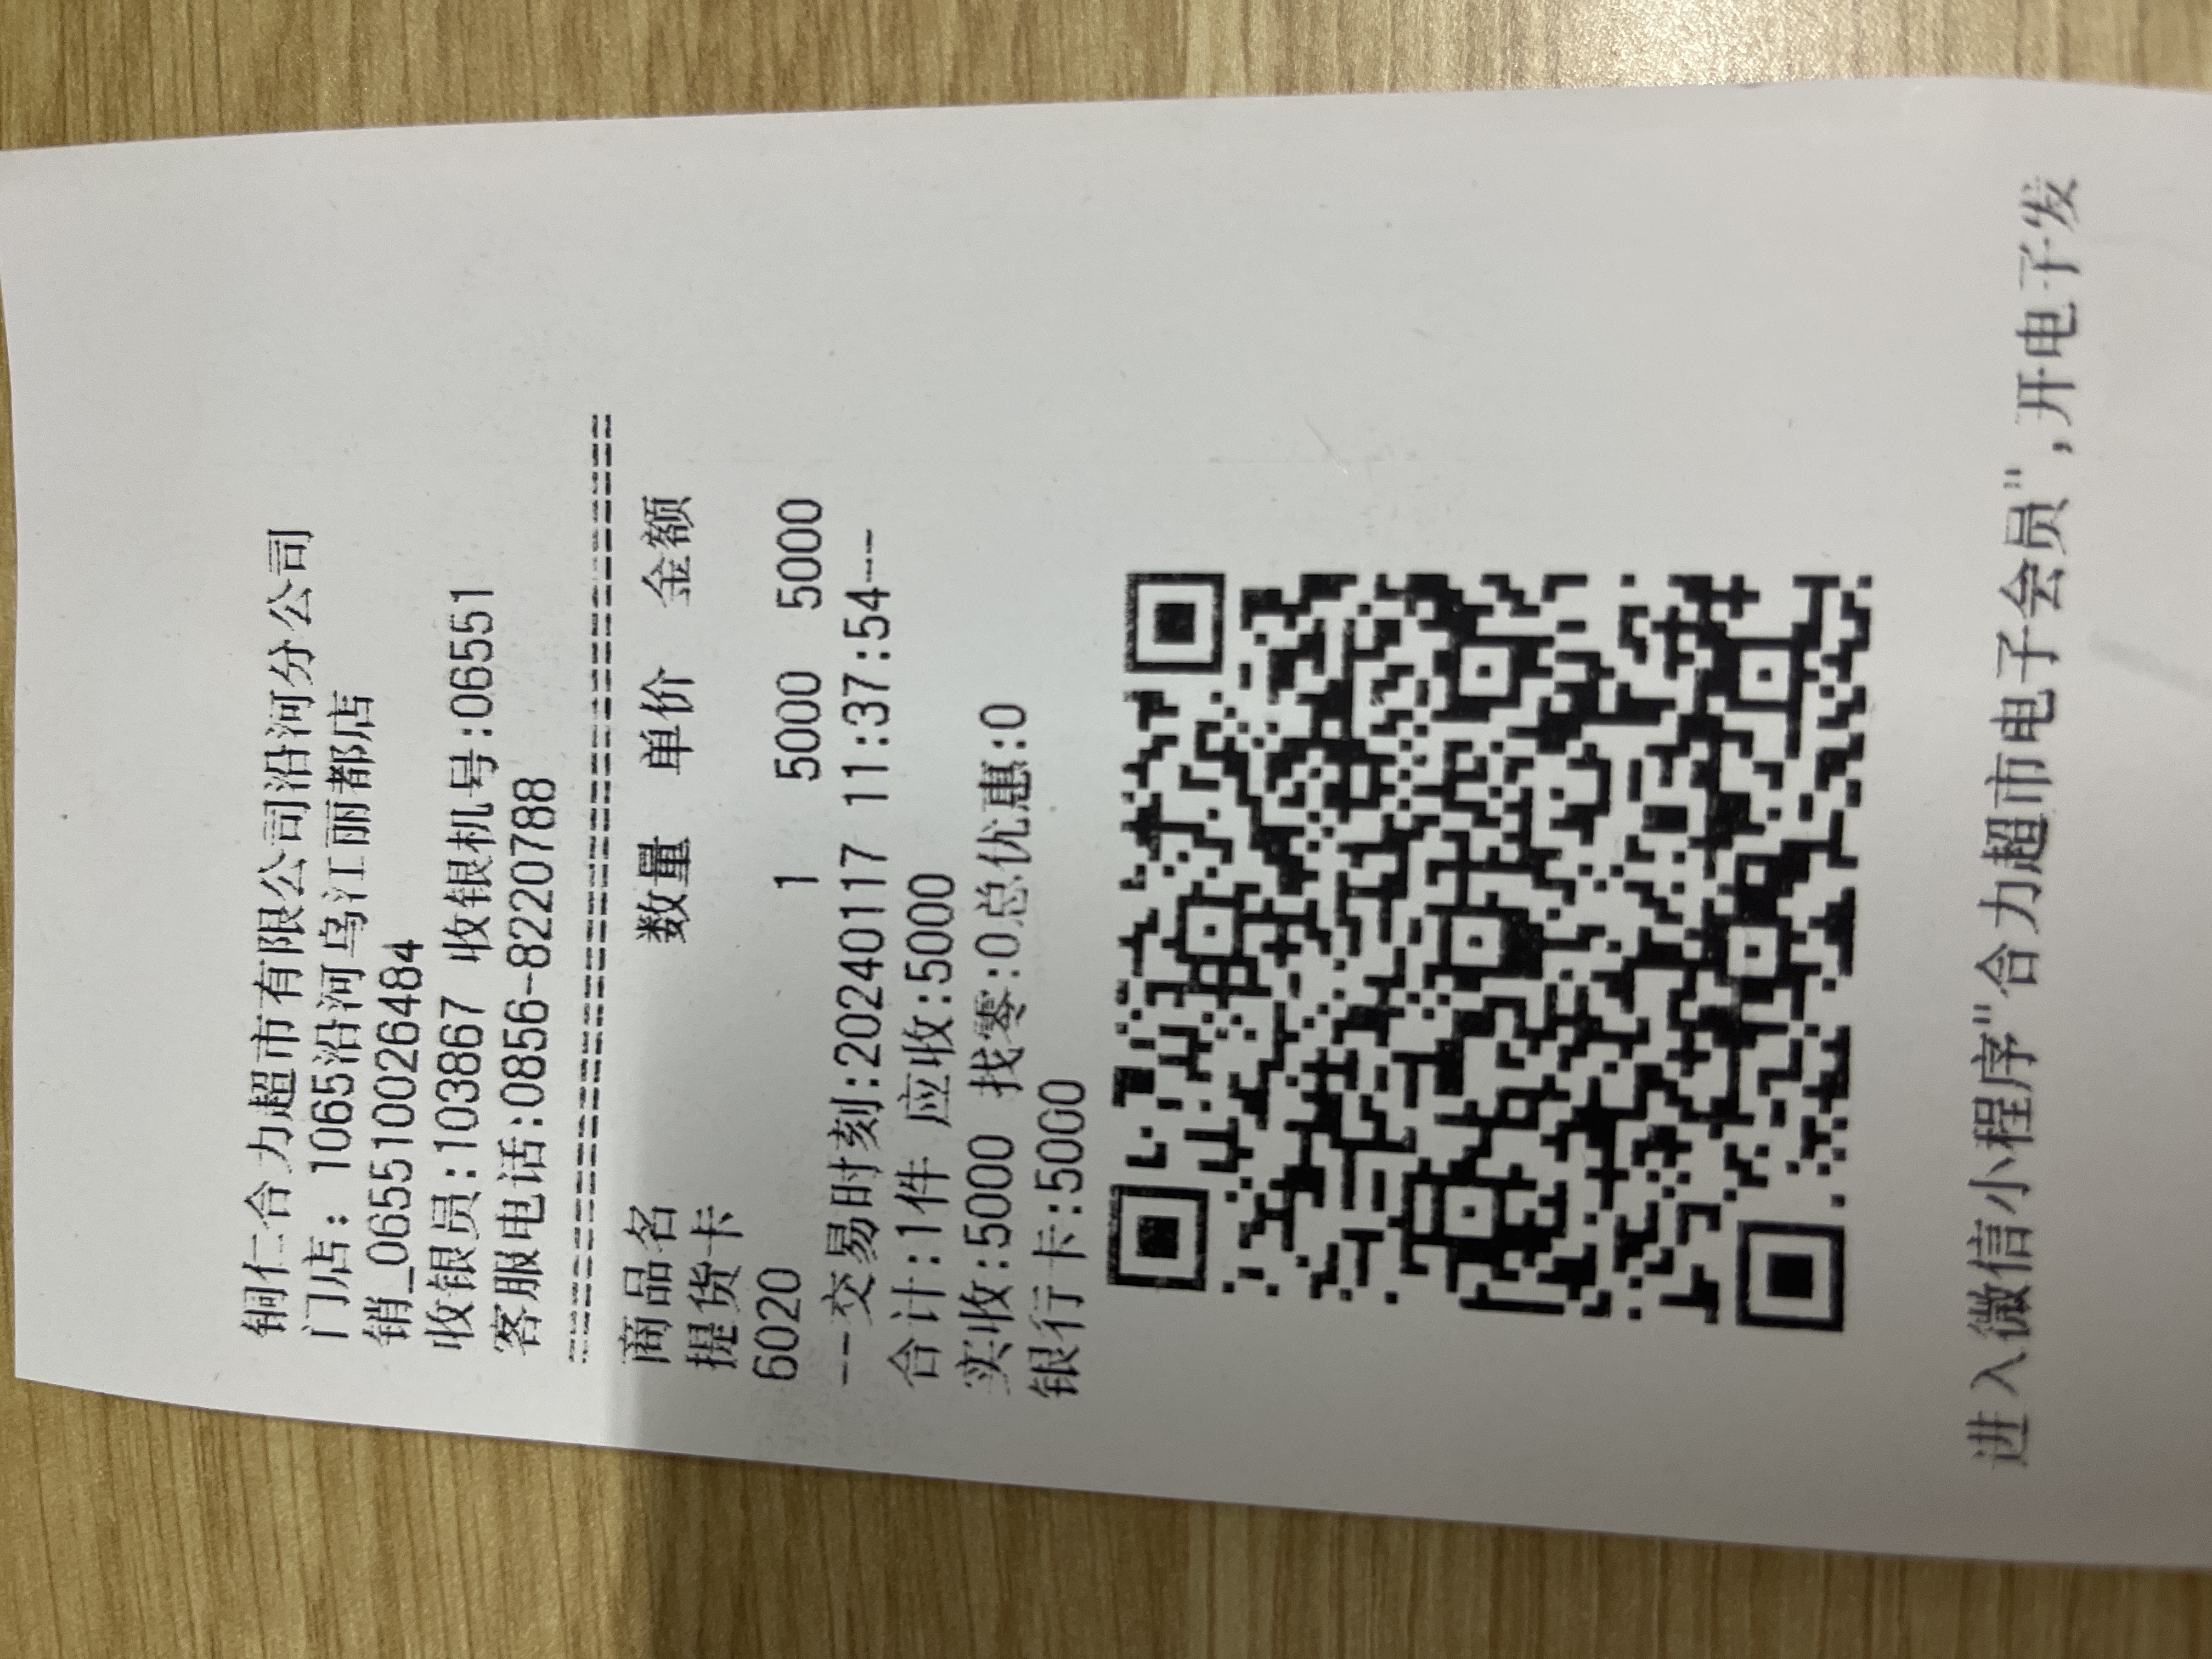 铜仁合力超市有限公司沿河分公司
门店: 1065沿河乌江丽都店
销_065510026484
收银员:103867 收银机号:06551
客服电话:0856-8220788
商品名 数量 单价 金额
提货卡
6020 1 5000 5000
--交易时刻:20240117 11:37:54--
合计:1件 应收:5000
实收:5000 找零:0总优惠:0
银行卡:5000
进入微信小程序"合力超市电子会员",开电子发